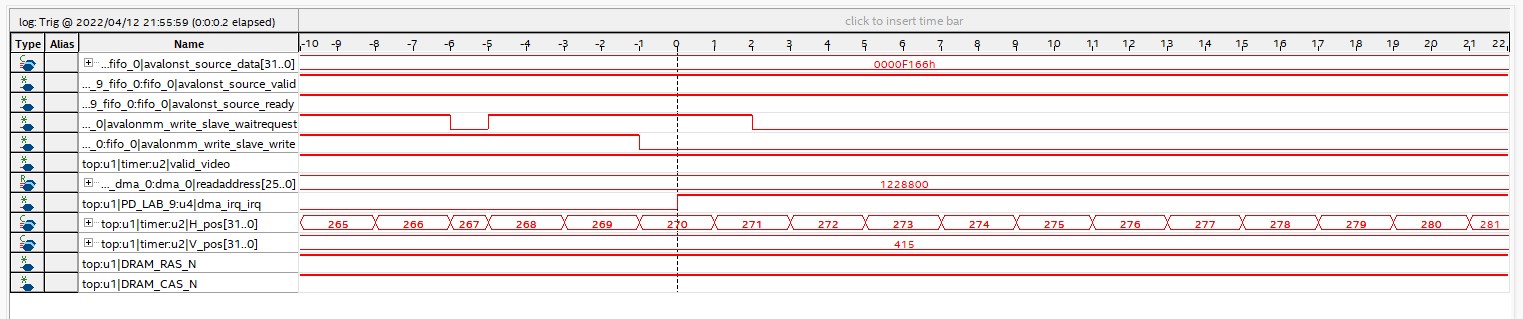 log: Trig @ 2022/04/12 21:55:59 (0:0:0.2 elapsed) click to insert time bar
Type Alias Name -10 -9 -8 -7 -6 -5 -4 -3 -2 -1 0 1 2 3 4 5 6 7 8 9 10 11 12 13 14 15 16 17 18 19 20 21 22
...fifo_0|avalonst_source_data[31..0] 0000F166h
..._9_fifo_0:fifo_0|avalonst_source_valid
...9_fifo_0:fifo_0|avalonst_source_ready
..._0|avalonmm_write_slave_waitrequest
..._0:fifo_0|avalonmm_write_slave_write
top:u1|timer:u2|valid_video
..._dma_0:dma_0|readaddress[25..0] 1228800
top:u1|PD_LAB_9:u4|dma_irq_irq
top:u1|timer:u2|H_pos[31..0] 265 266 267 268 269 270 271 272 273 274 275 276 277 278 279 280 281
top:u1|timer:u2|V_pos[31..0] 415
top:u1|DRAM_RAS_N
top:u1|DRAM_CAS_N